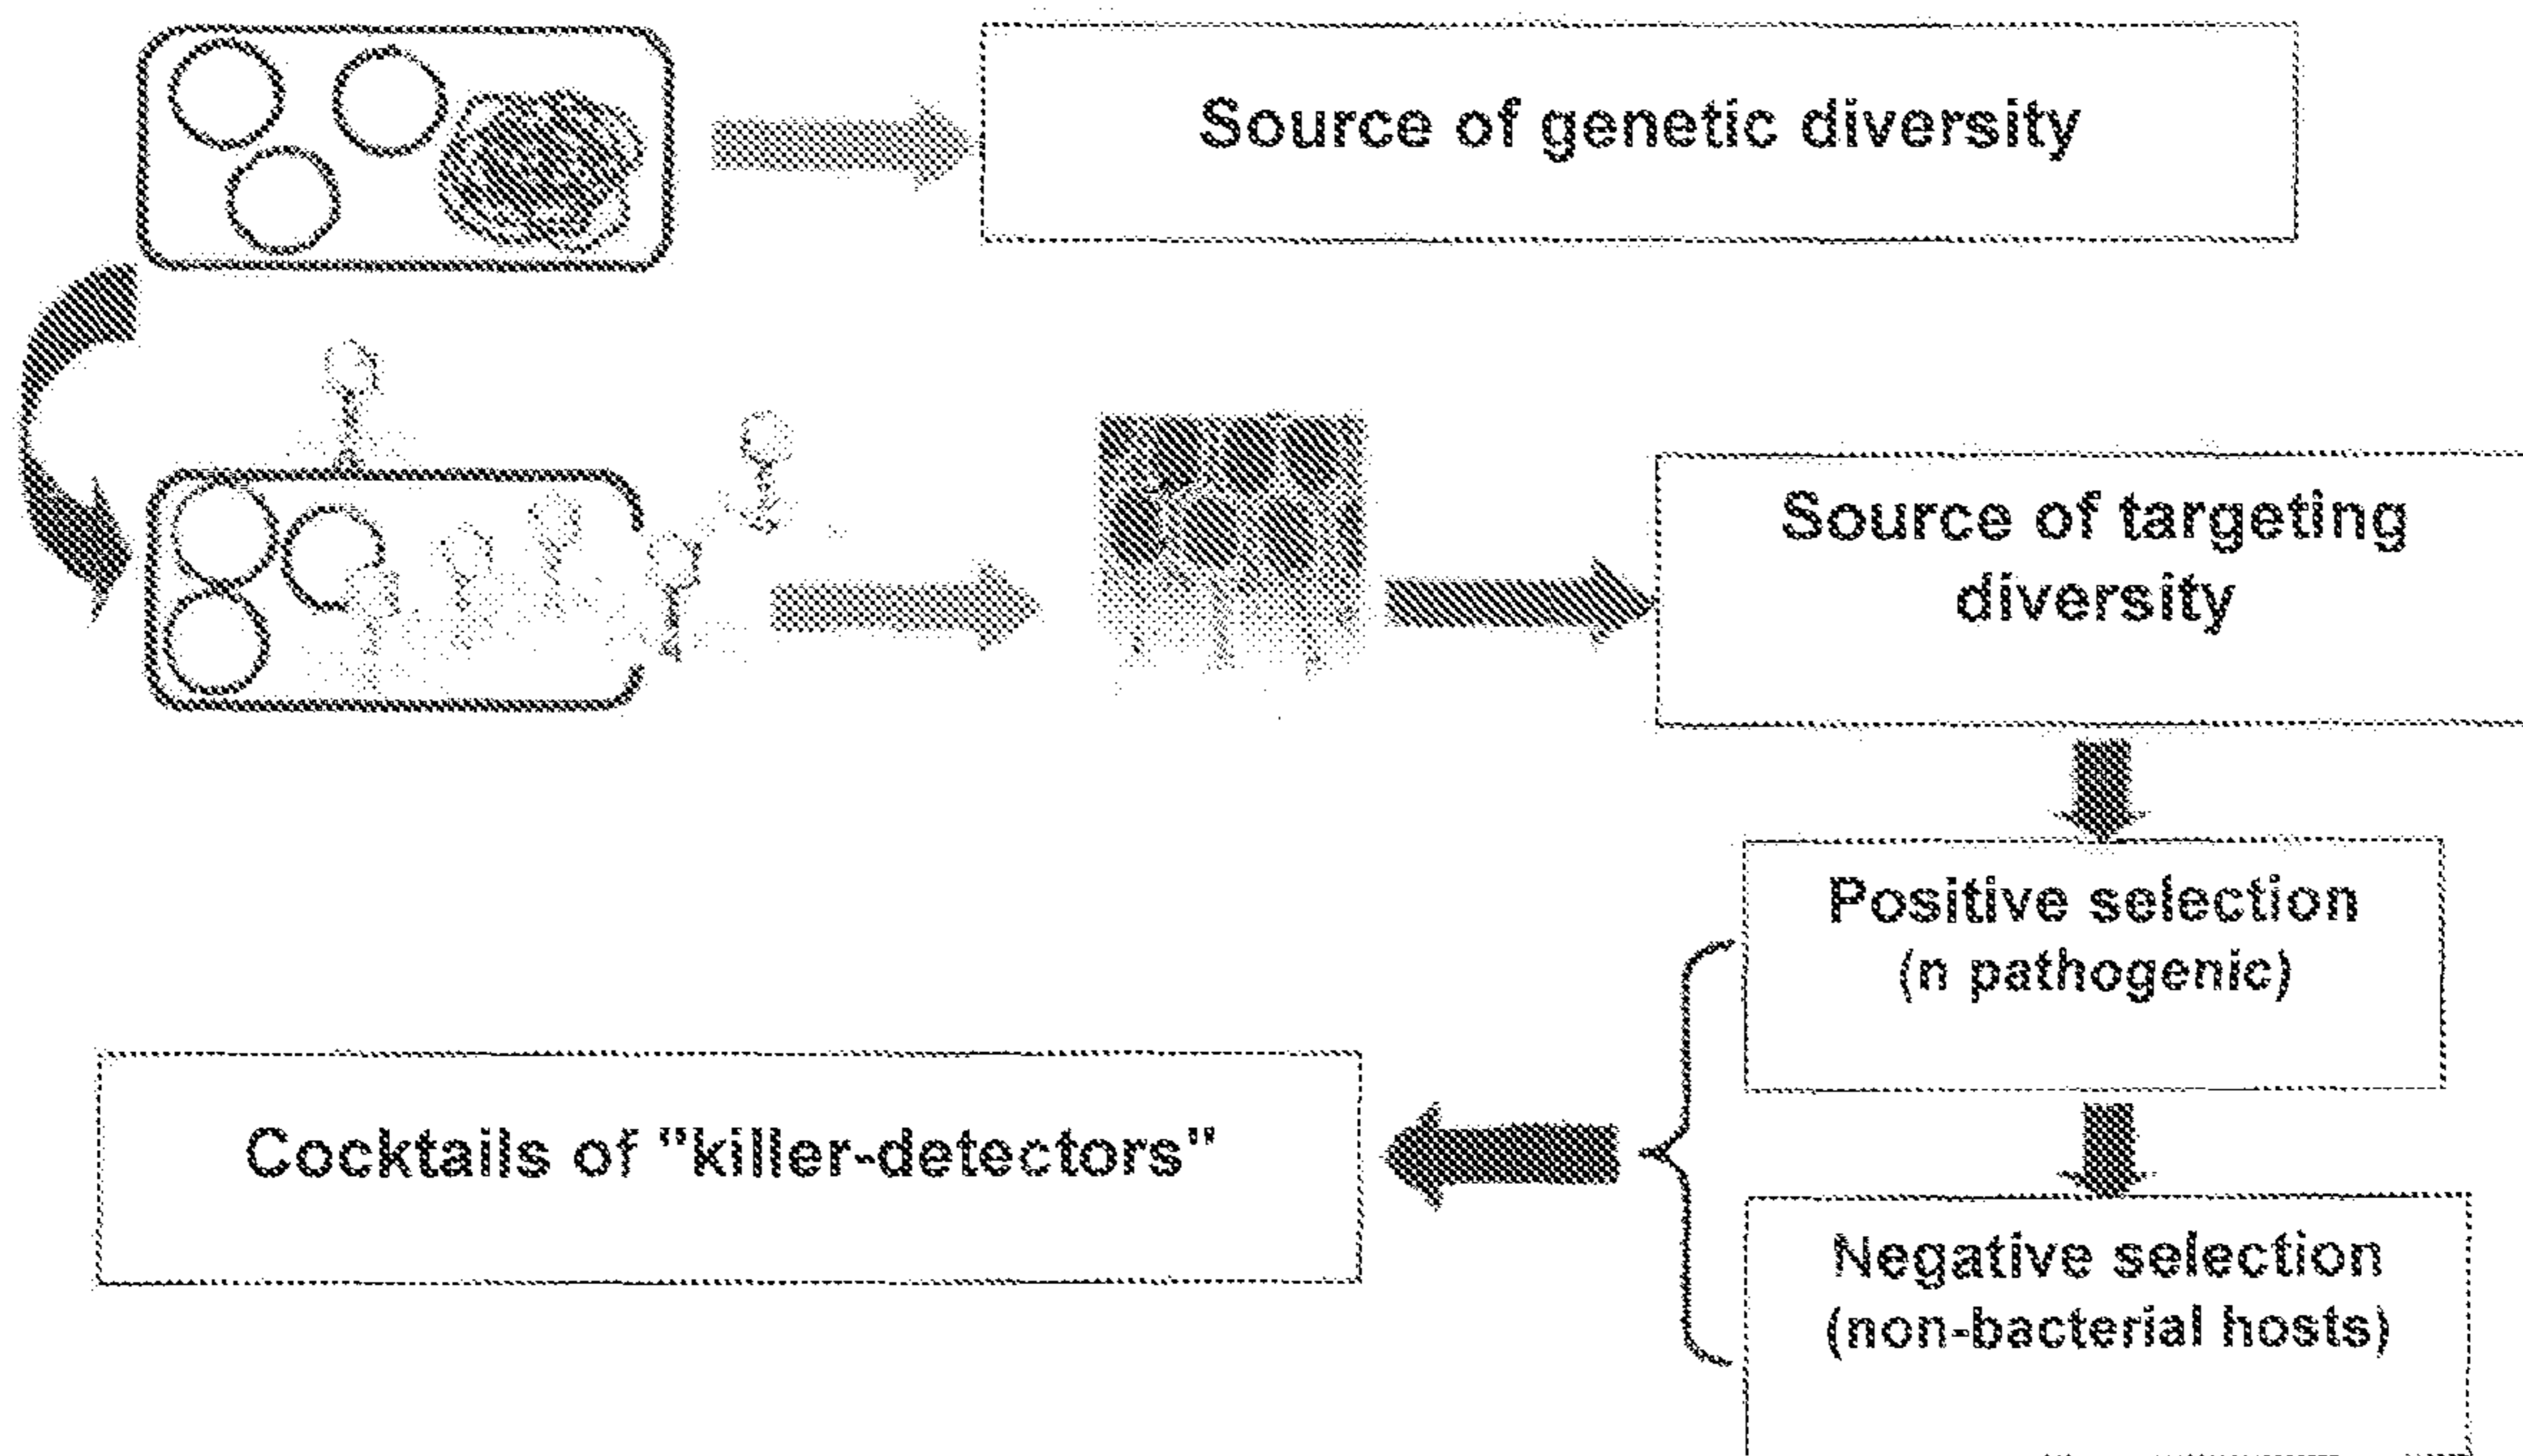 Source of genetic diversity
Source of targeting
diversity
Positive selection
(n pathogenic)
Cocktails of "killer-detectors"
Negative selection
(non-bacterial hosts)